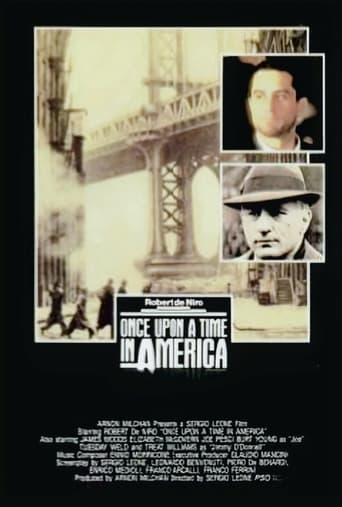 Robert de Niro
ONCE UPON A TIME
IN AMERICA
ARNON MILCHAN Presents A SERGIO LEONE Film
Starring ROBERT De NIRO "ONCE UPON A TIME IN AMERICA"
Also starring JAMES WOODS ELIZABETH McGOVERN JOE PESCI BURT YOUNG as "Joe"
TUESDAY WELD and TREAT WILLIAMS as "Jimmy O'Donnell"
Music Composer ENNIO MORRICONE Executive Producer CLAUDIO MANCINI
Screenplay by SERGIO LEONE, LEONARDO BENVENUTI, PIERO De BERNARDI,
ENRICO MEDIOLI, FRANCO ARCALLI, FRANCO FERRINI
Produced by ARNON MILCHAN Directed by SERGIO LEONE